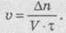 υ = Δn / (V · τ).